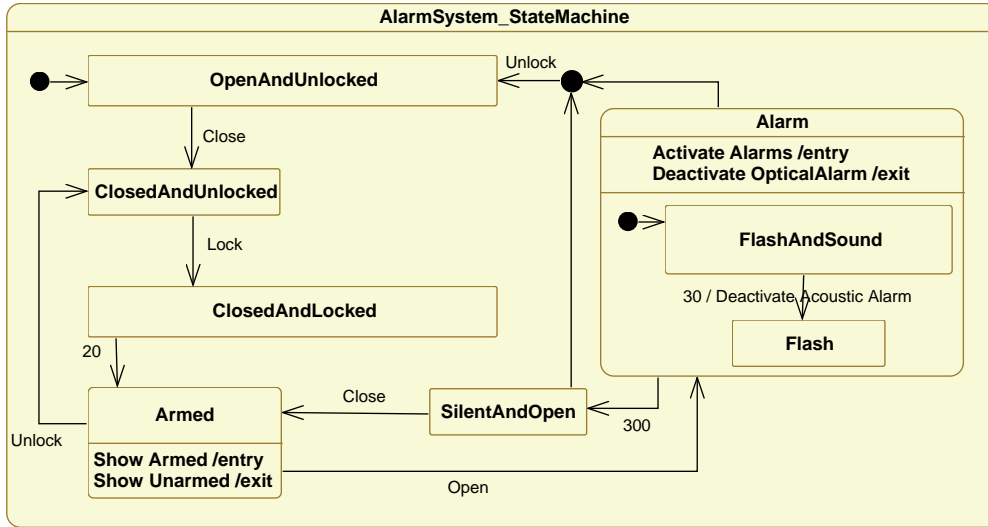 AlarmSystem_StateMachine
OpenAndUnlocked
Unlock
Close
Alarm
Activate Alarms /entry
Deactivate OpticalAlarm /exit
ClosedAndUnlocked
FlashAndSound
Lock
30 / Deactivate Acoustic Alarm
ClosedAndLocked
Flash
20
Close
Armed
SilentAndOpen
300
Unlock
Show Armed /entry
Show Unarmed /exit
Open